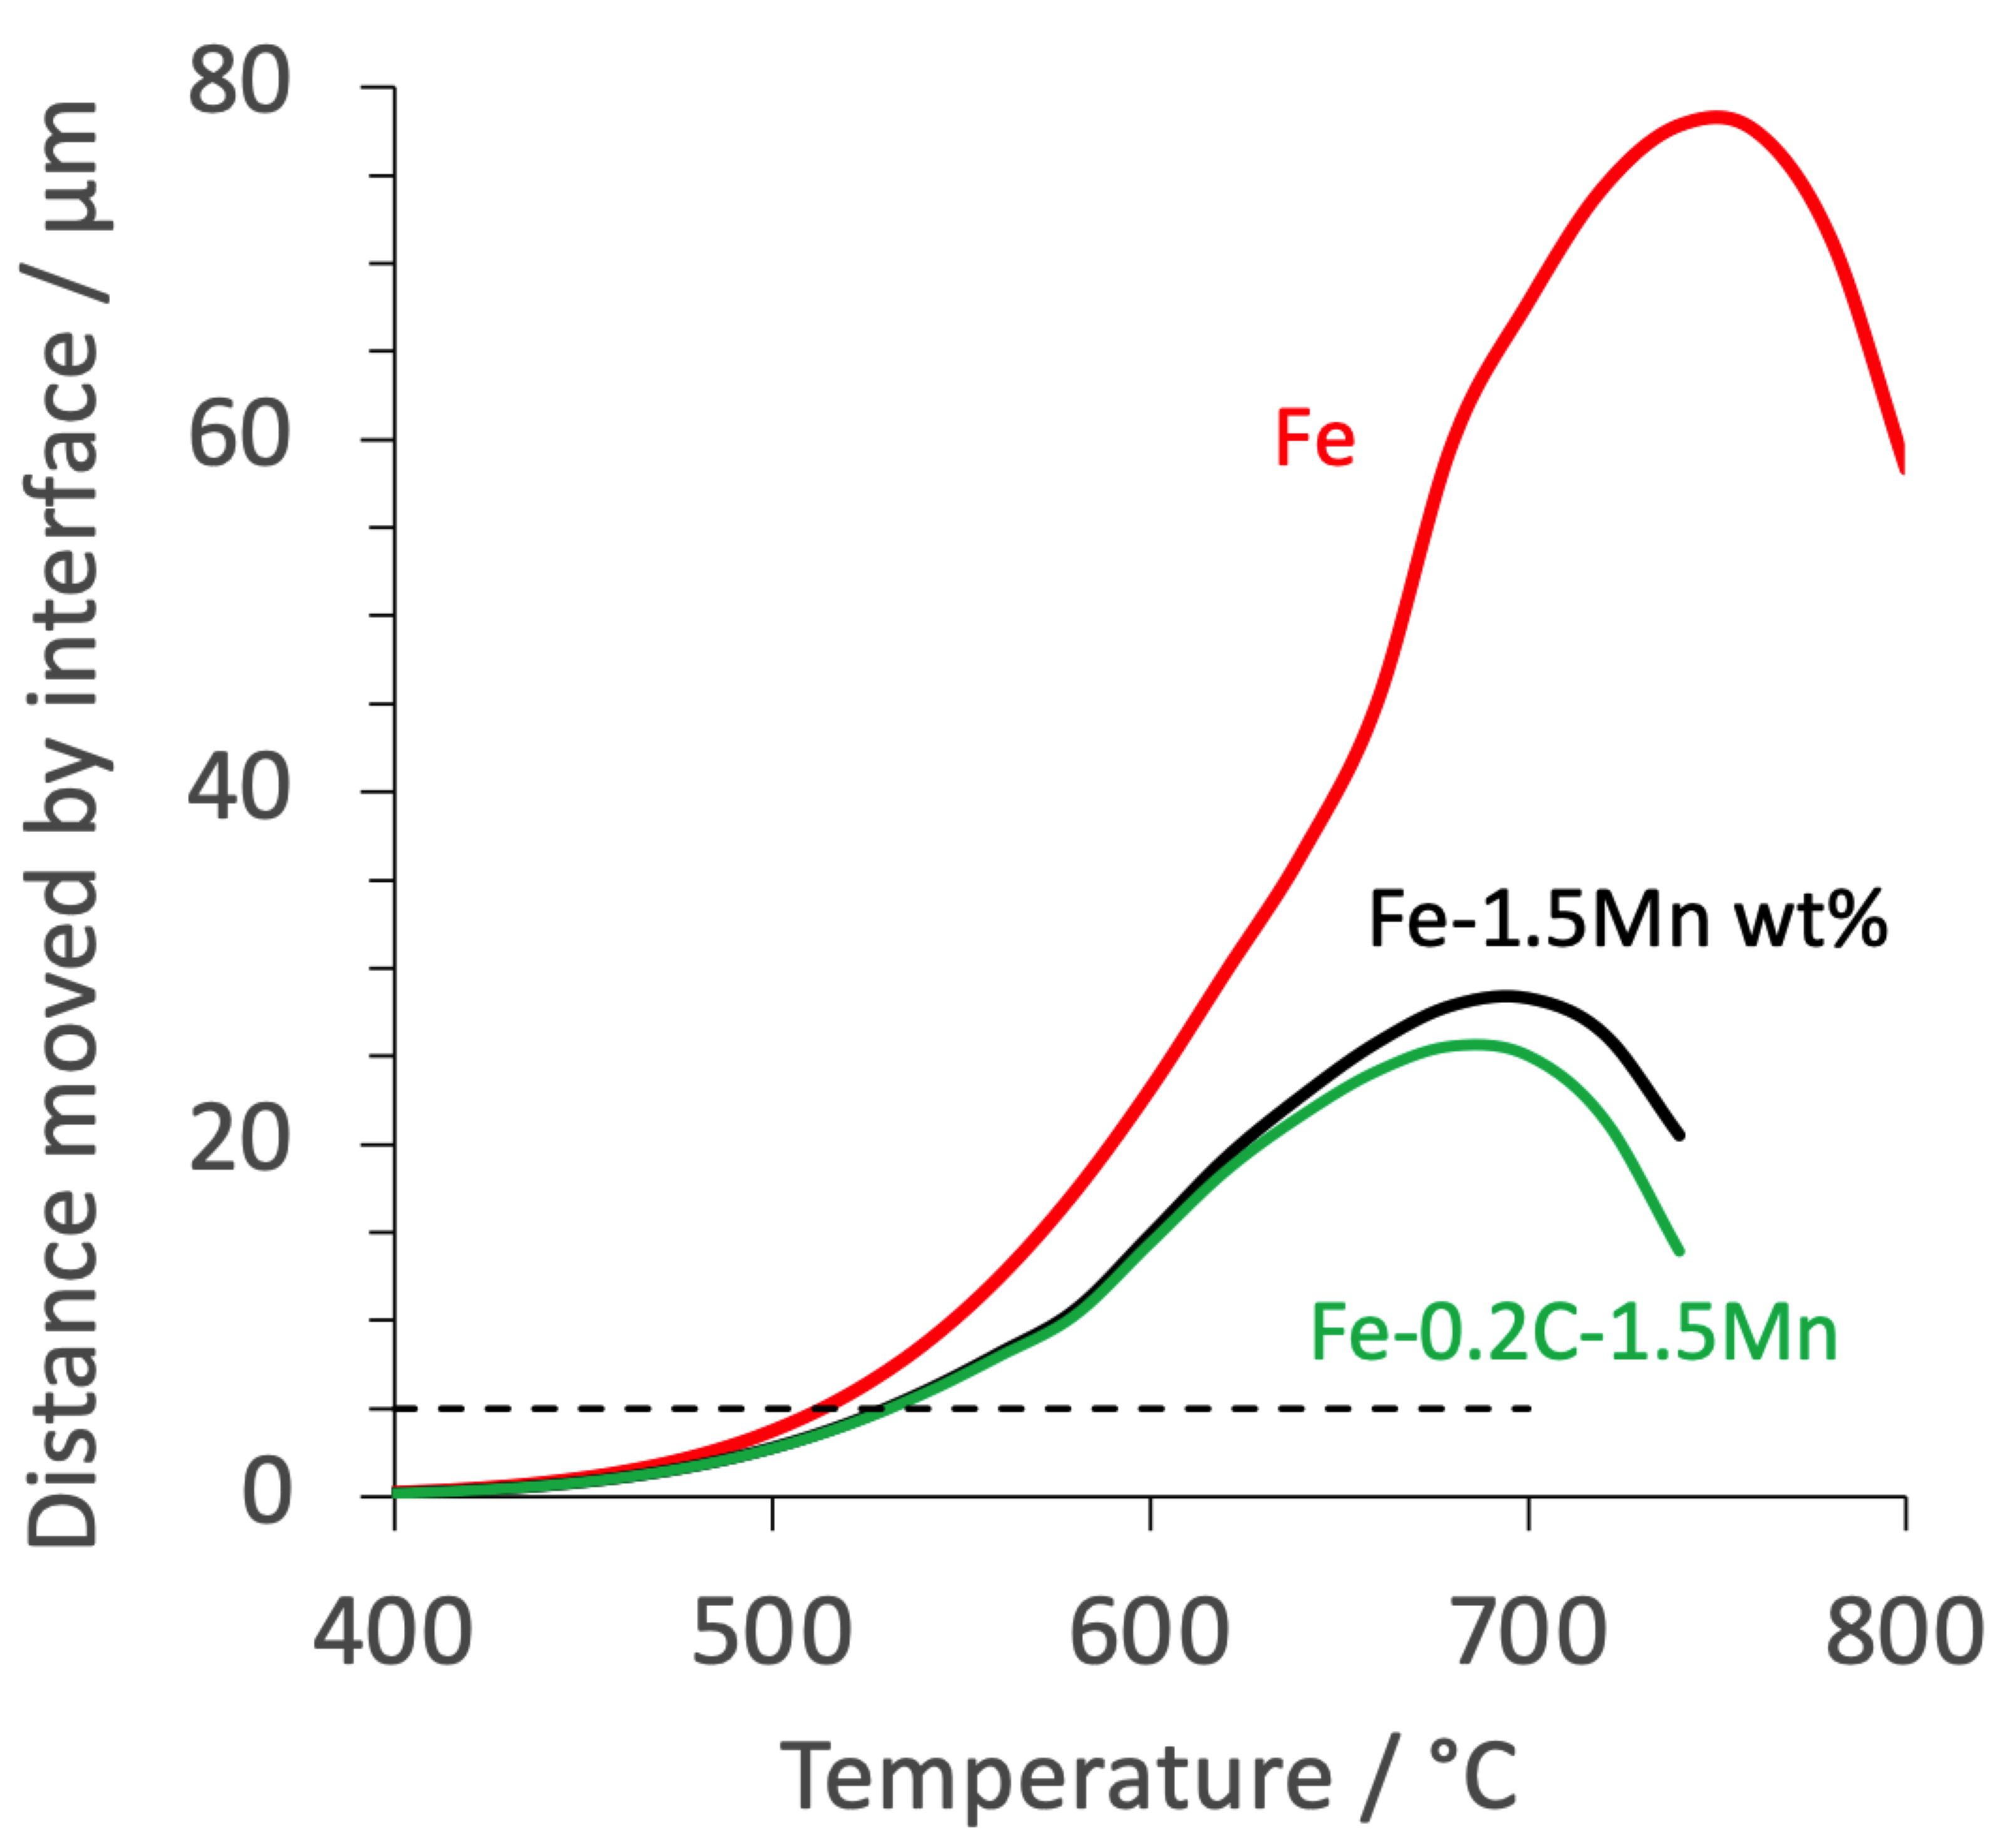 Distance moved by interface / µm
80
60
40
20
0
Fe
Fe-1.5Mn wt%
Fe-0.2C-1.5Mn
400 500 600 700 800
Temperature / °C